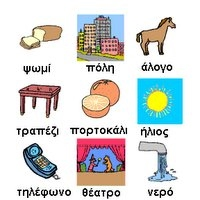 ψωμί πόλη άλογο
τραπέζι πορτοκάλι ήλιος
τηλέφωνο θέατρο νερό